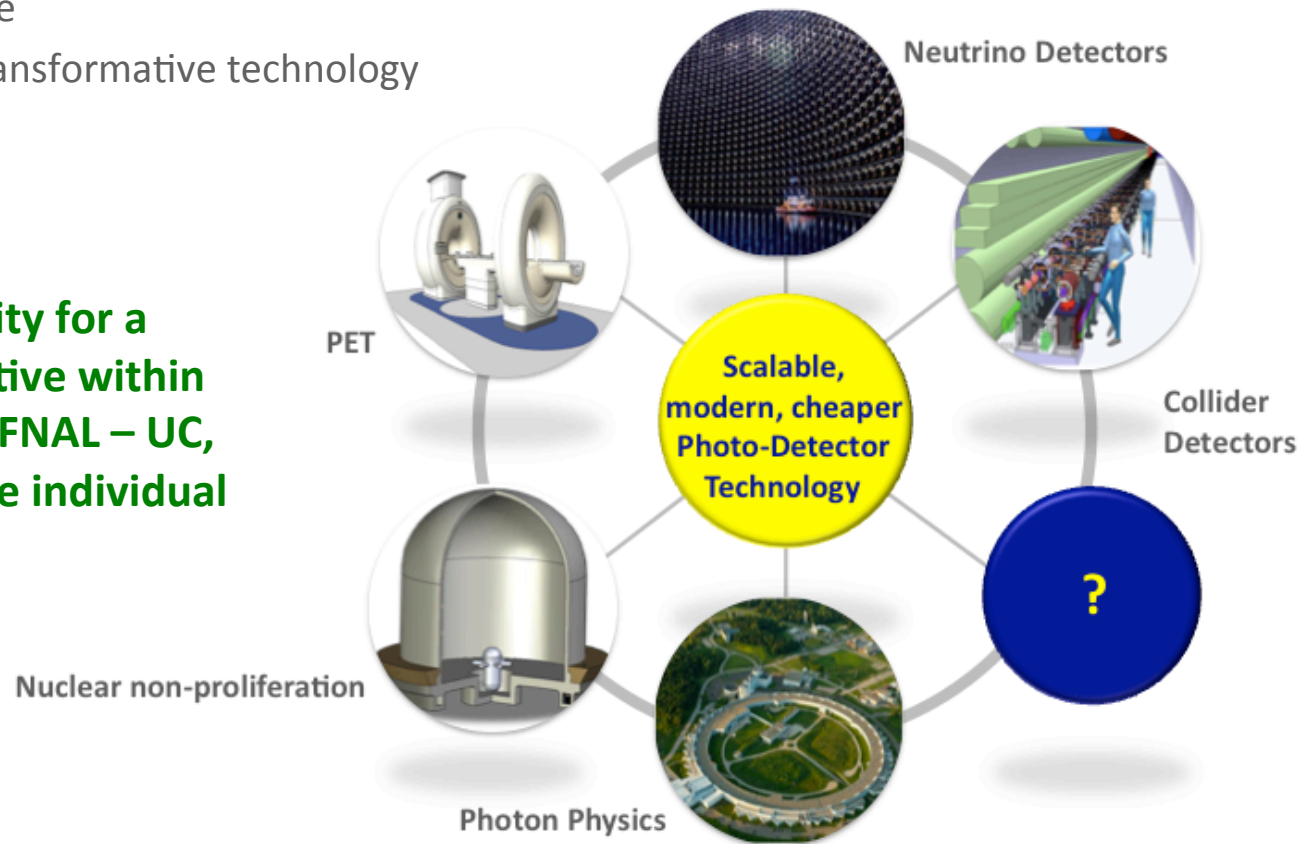 e
ansformative technology
ity for a
tive within
FNAL – UC,
e individual
Neutrino Detectors
PET
Scalable,
modern, cheaper
Photo-Detector
Technology
Collider
Detectors
?
Nuclear non-proliferation
Photon Physics